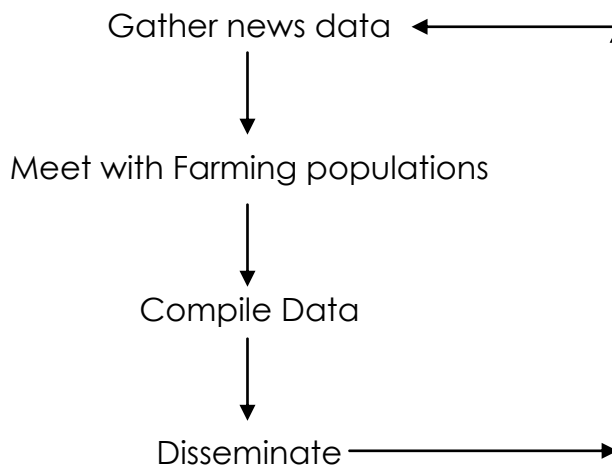 Gather news data
Meet with Farming populations
Compile Data
Disseminate